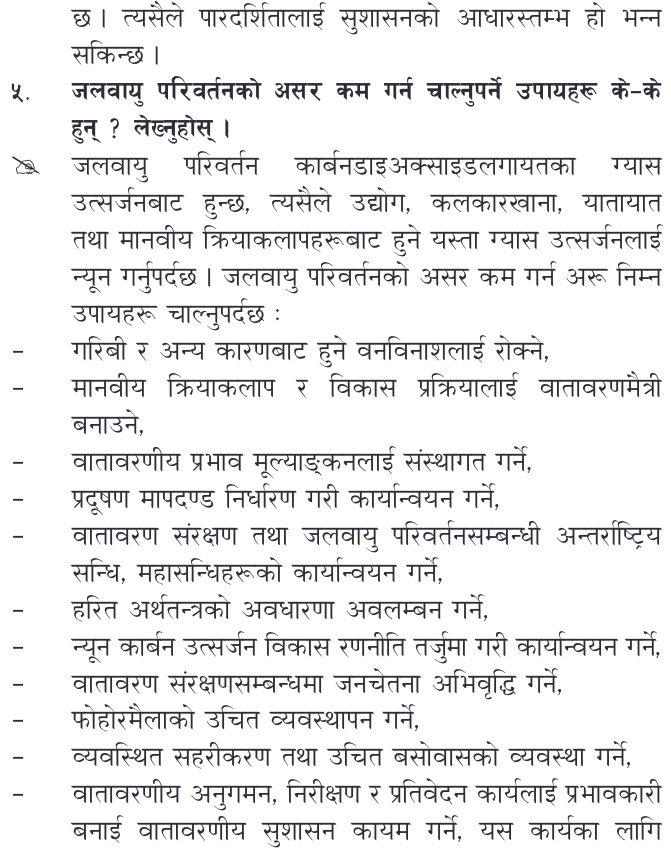 छ । त्यसैले पारदर्शितालाई सुशासनको आधारस्तम्भ हो भन्न
सकिन्छ ।
५. जलवायु परिवर्तनको असर कम गर्न चाल्नुपर्ने उपायहरू के-के
हुन् ? लेख्नुहोस् ।
जलवायु परिवर्तन कार्बनडाइअक्साइडलगायतका ग्यास
उत्सर्जनबाट हुन्छ, त्यसैले उद्योग, कलकारखाना, यातायात
तथा मानवीय क्रियाकलापहरूबाट हुने यस्ता ग्यास उत्सर्जनलाई
न्यून गर्नुपर्दछ । जलवायु परिवर्तनको असर कम गर्न अरू निम्न
उपायहरू चाल्नुपर्दछ :
– गरिबी र अन्य कारणबाट हुने वनविनाशलाई रोक्ने,
– मानवीय क्रियाकलाप र विकास प्रक्रियालाई वातावरणमैत्री
बनाउने,
– वातावरणीय प्रभाव मूल्याङ्कनलाई संस्थागत गर्ने,
– प्रदूषण मापदण्ड निर्धारण गरी कार्यान्वयन गर्ने,
– वातावरण संरक्षण तथा जलवायु परिवर्तनसम्बन्धी अन्तर्राष्ट्रिय
सन्धि, महासन्धिहरूको कार्यान्वयन गर्ने,
– हरित अर्थतन्त्रको अवधारणा अवलम्बन गर्ने,
– न्यून कार्बन उत्सर्जन विकास रणनीति तर्जुमा गरी कार्यान्वयन गर्ने,
– वातावरण संरक्षणसम्बन्धमा जनचेतना अभिवृद्धि गर्ने,
– फोहोरमैलाको उचित व्यवस्थापन गर्ने,
– व्यवस्थित सहरीकरण तथा उचित बसोवासको व्यवस्था गर्ने,
– वातावरणीय अनुगमन, निरीक्षण र प्रतिवेदन कार्यलाई प्रभावकारी
बनाई वातावरणीय सुशासन कायम गर्ने, यस कार्यका लागि